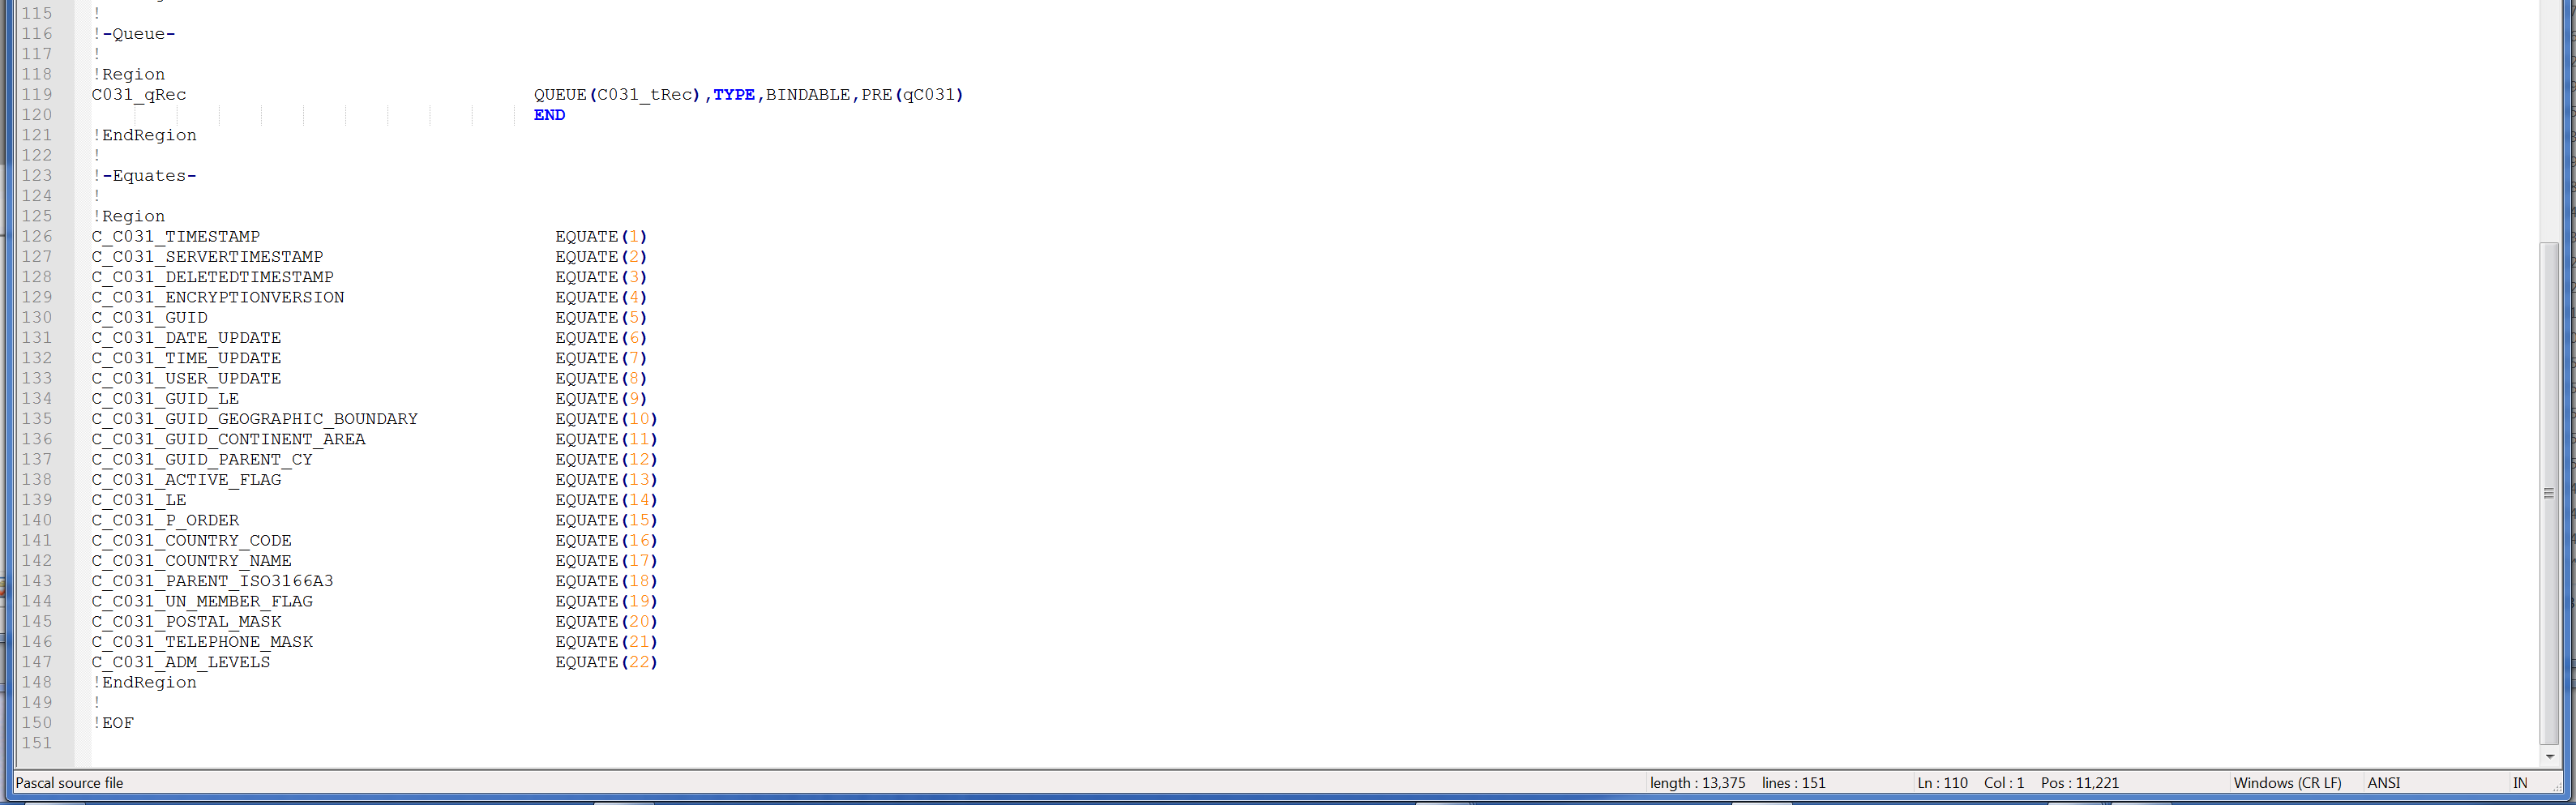 115 !
116 !-Queue-
117 !
118 !Region
119 C031_qRec QUEUE(C031_tRec),TYPE,BINDABLE,PRE(qC031)
120 END
121 !EndRegion
122 !
123 !-Equates-
124 !
125 !Region
126 C_C031_TIMESTAMP EQUATE(1)
127 C_C031_SERVERTIMESTAMP EQUATE(2)
128 C_C031_DELETEDTIMESTAMP EQUATE(3)
129 C_C031_ENCRYPTIONVERSION EQUATE(4)
130 C_C031_GUID EQUATE(5)
131 C_C031_DATE_UPDATE EQUATE(6)
132 C_C031_TIME_UPDATE EQUATE(7)
133 C_C031_USER_UPDATE EQUATE(8)
134 C_C031_GUID_LE EQUATE(9)
135 C_C031_GUID_GEOGRAPHIC_BOUNDARY EQUATE(10)
136 C_C031_GUID_CONTINENT_AREA EQUATE(11)
137 C_C031_GUID_PARENT_CY EQUATE(12)
138 C_C031_ACTIVE_FLAG EQUATE(13)
139 C_C031_LE EQUATE(14)
140 C_C031_P_ORDER EQUATE(15)
141 C_C031_COUNTRY_CODE EQUATE(16)
142 C_C031_COUNTRY_NAME EQUATE(17)
143 C_C031_PARENT_ISO3166A3 EQUATE(18)
144 C_C031_UN_MEMBER_FLAG EQUATE(19)
145 C_C031_POSTAL_MASK EQUATE(20)
146 C_C031_TELEPHONE_MASK EQUATE(21)
147 C_C031_ADM_LEVELS EQUATE(22)
148 !EndRegion
149 !
150 !EOF
151
Pascal source file length : 13,375 lines : 151 Ln : 110 Col : 1 Pos : 11,221 Windows (CR LF) ANSI IN